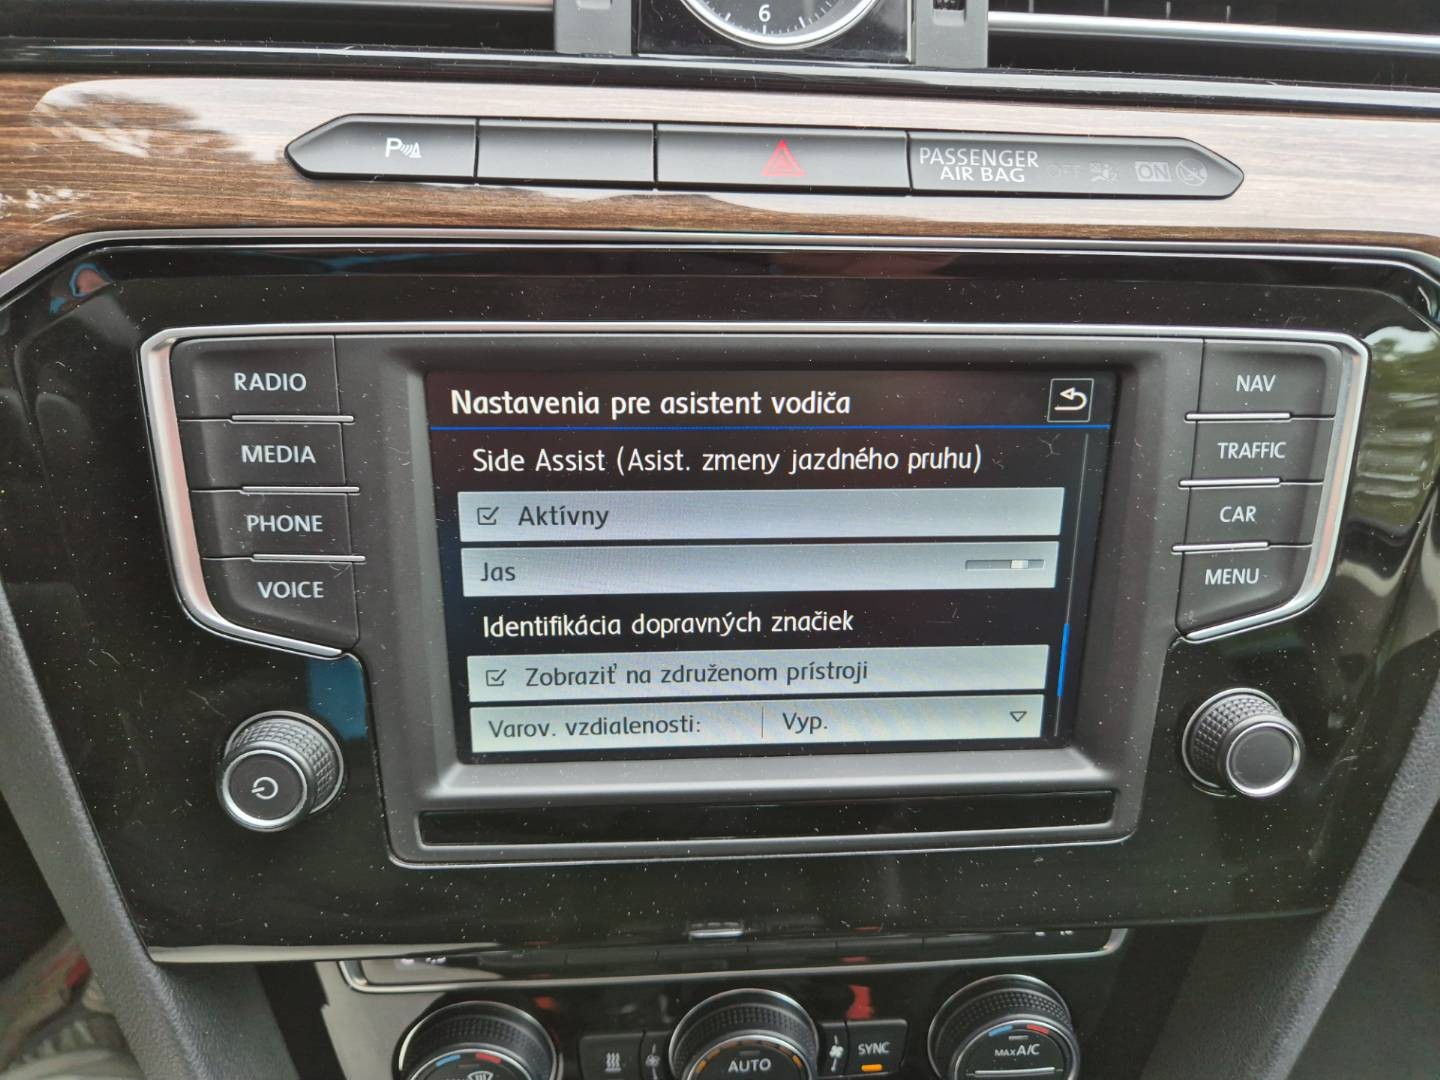 6
P
PASSENGER
AIR BAG
OFF
ON
RADIO
MEDIA
PHONE
VOICE
Nastavenia pre asistent vodiča
Side Assist (Asist. zmeny jazdného pruhu)
Aktívny
Jas
Identifikácia dopravných značiek
Zobraziť na združenom prístroji
Varov. vzdialenosti: Vyp.
NAV
TRAFFIC
CAR
MENU
AUTO
SYNC
MAX A/C